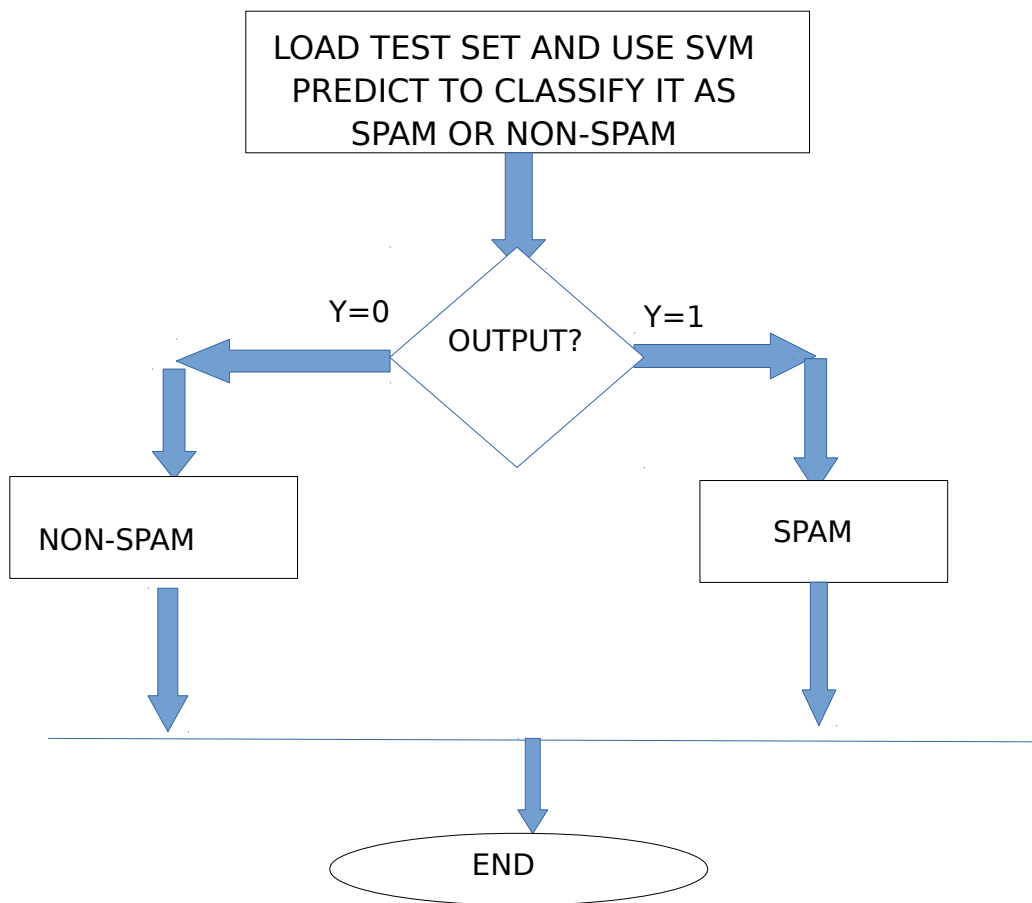 LOAD TEST SET AND USE SVM
PREDICT TO CLASSIFY IT AS
SPAM OR NON-SPAM
Y=0
OUTPUT?
Y=1
NON-SPAM
SPAM
END